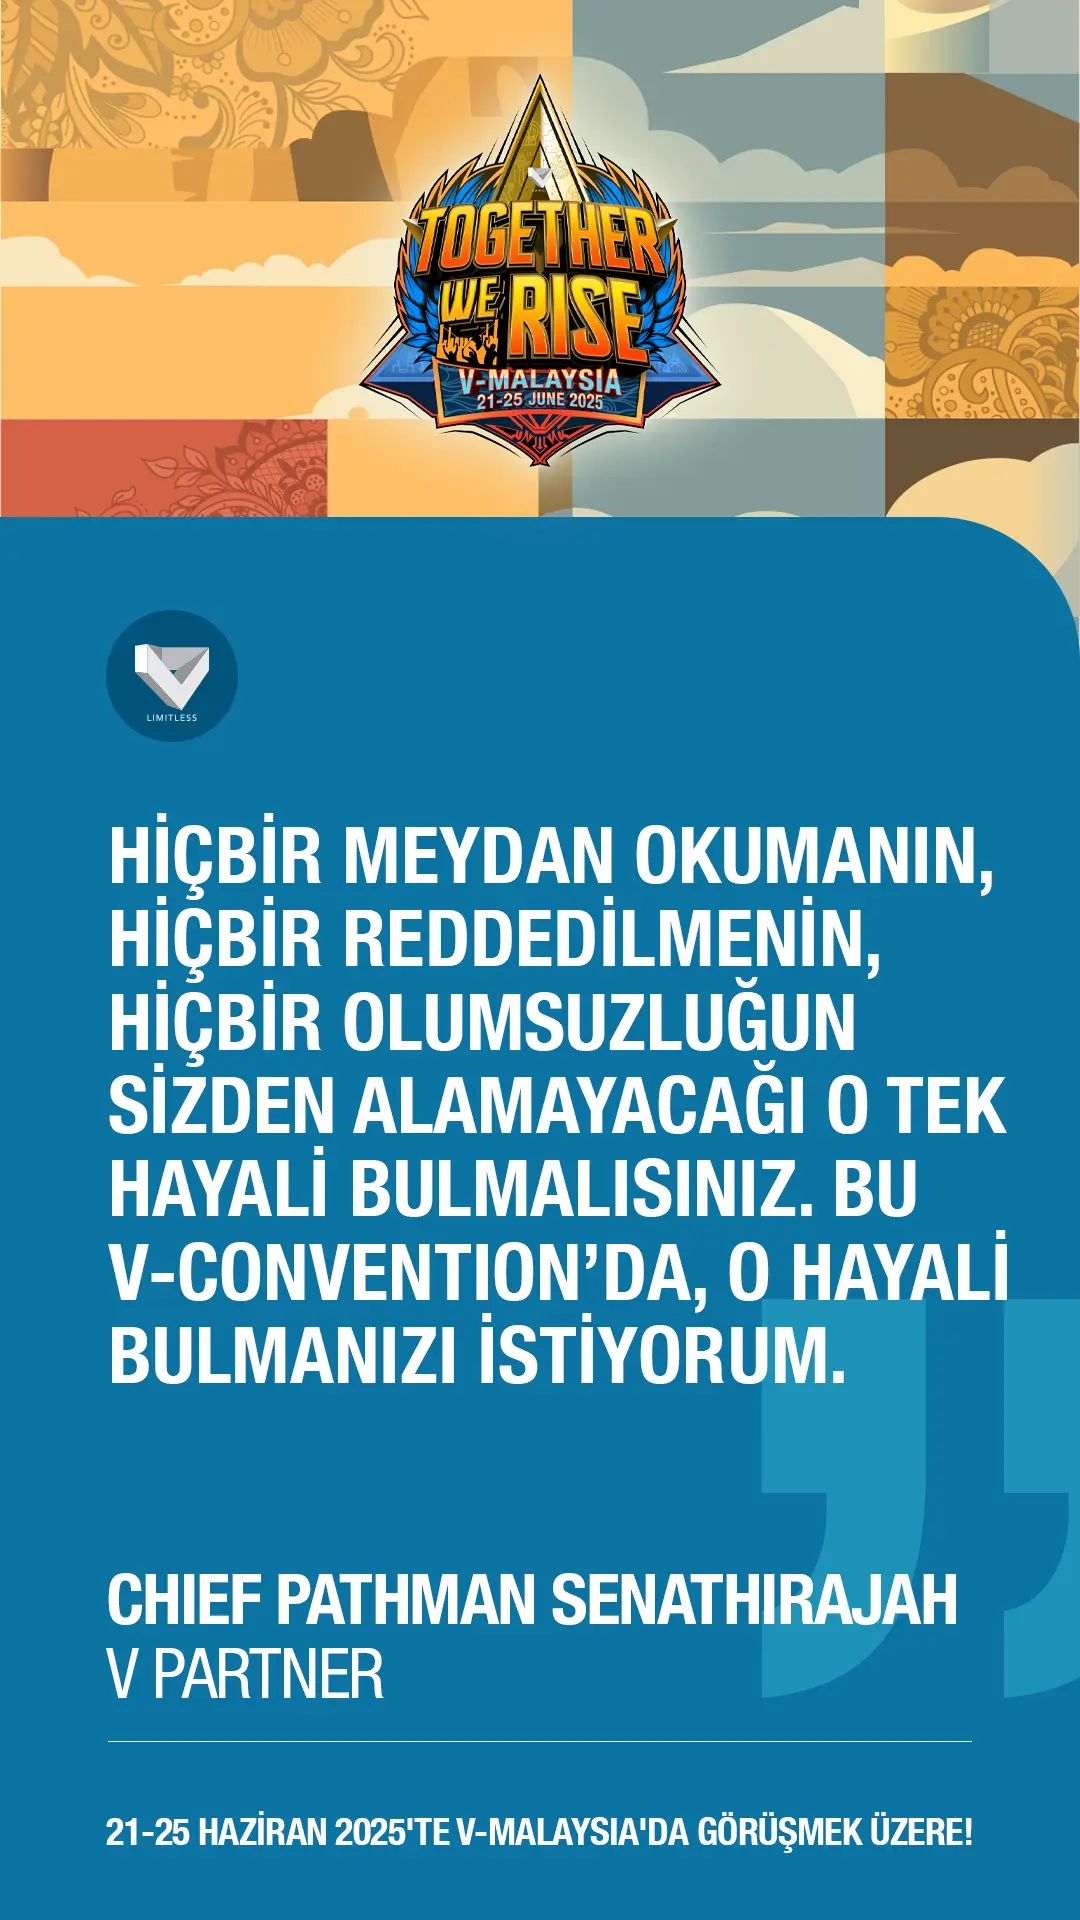 TOGETHER
WE RISE
V-MALAYSIA
21-25 JUNE 2025
LIMITLESS
HİÇBİR MEYDAN OKUMANIN,
HİÇBİR REDDEDİLMENİN,
HİÇBİR OLUMSUZLUĞUN
SİZDEN ALAMAYACAĞI O TEK
HAYALİ BULMALISINIZ. BU
V-CONVENTION’DA, O HAYALİ
BULMANIZI İSTİYORUM.
CHIEF PATHMAN SENATHIRAJAH
V PARTNER
21-25 HAZİRAN 2025'TE V-MALAYSIA'DA GÖRÜŞMEK ÜZERE!